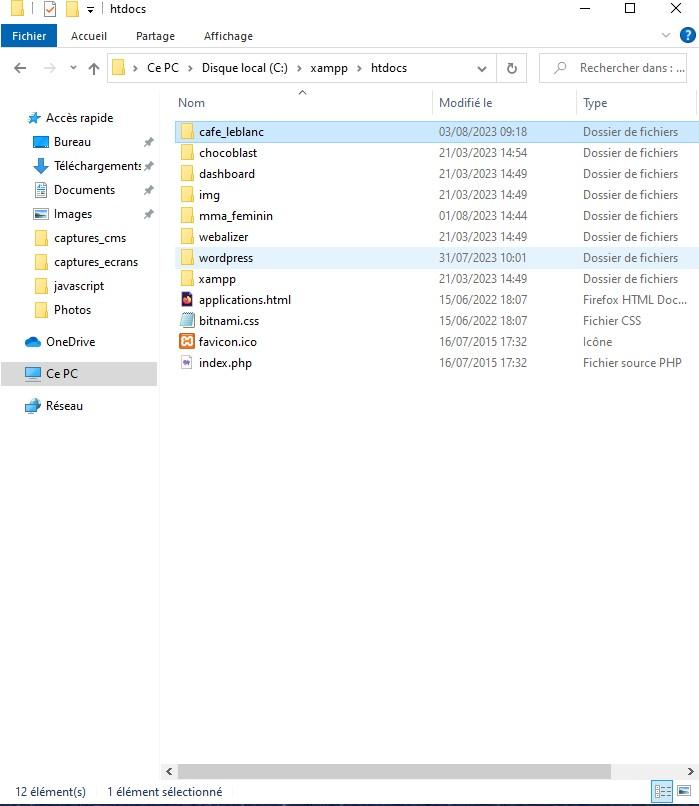 htdocs
Fichier Accueil Partage Affichage
Ce PC Disque local (C:) xampp htdocs Rechercher dans : ...
Nom Modifié le Type
Accès rapide
Bureau
Téléchargements
Documents
Images
captures_cms
captures_ecrans
javascript
Photos
OneDrive
Ce PC
Réseau
cafe_leblanc 03/08/2023 09:18 Dossier de fichiers
chocoblast 21/03/2023 14:54 Dossier de fichiers
dashboard 21/03/2023 14:49 Dossier de fichiers
img 21/03/2023 14:49 Dossier de fichiers
mma_feminin 01/08/2023 14:44 Dossier de fichiers
webalizer 21/03/2023 14:49 Dossier de fichiers
wordpress 31/07/2023 10:01 Dossier de fichiers
xampp 21/03/2023 14:49 Dossier de fichiers
applications.html 15/06/2022 18:07 Firefox HTML Doc...
bitnami.css 15/06/2022 18:07 Fichier CSS
favicon.ico 16/07/2015 17:32 Icône
index.php 16/07/2015 17:32 Fichier source PHP
12 élément(s) 1 élément sélectionné